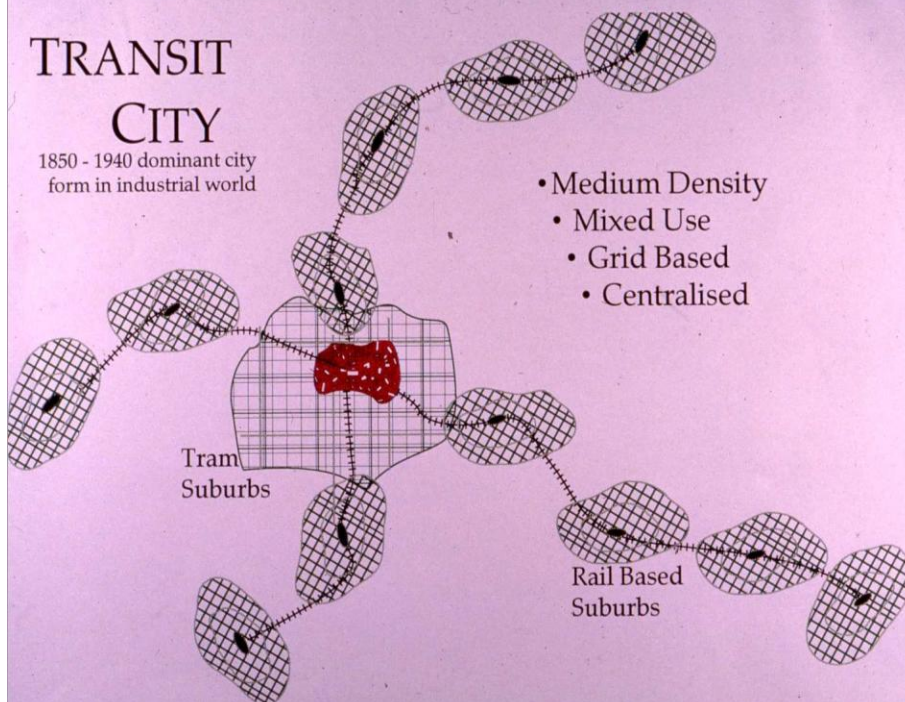 TRANSIT
CITY
1850 - 1940 dominant city
form in industrial world
• Medium Density
• Mixed Use
• Grid Based
• Centralised
Tram
Suburbs
Rail Based
Suburbs